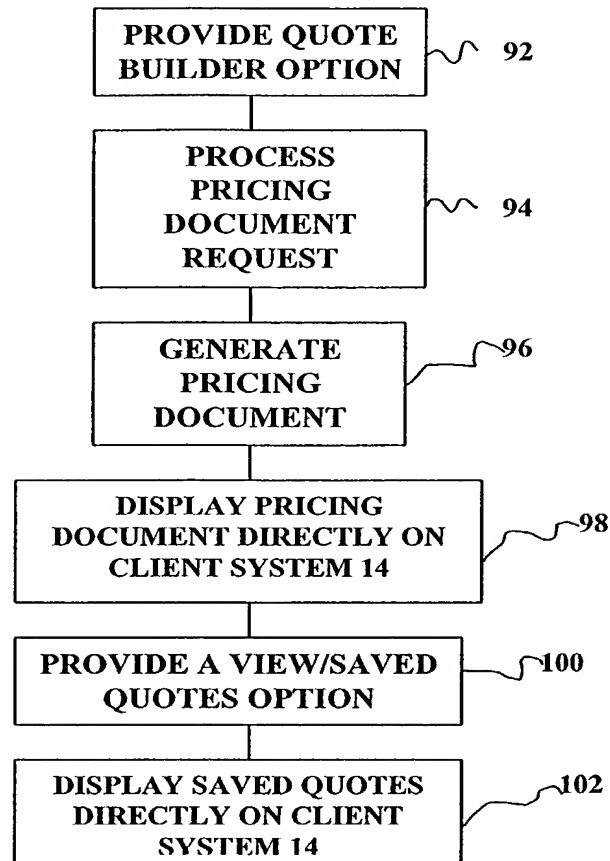 PROVIDE QUOTE
BUILDER OPTION
92
PROCESS
PRICING
DOCUMENT
REQUEST
94
GENERATE
PRICING
DOCUMENT
96
DISPLAY PRICING
DOCUMENT DIRECTLY ON
CLIENT SYSTEM 14
98
PROVIDE A VIEW/SAVED
QUOTES OPTION
100
DISPLAY SAVED QUOTES
DIRECTLY ON CLIENT
SYSTEM 14
102